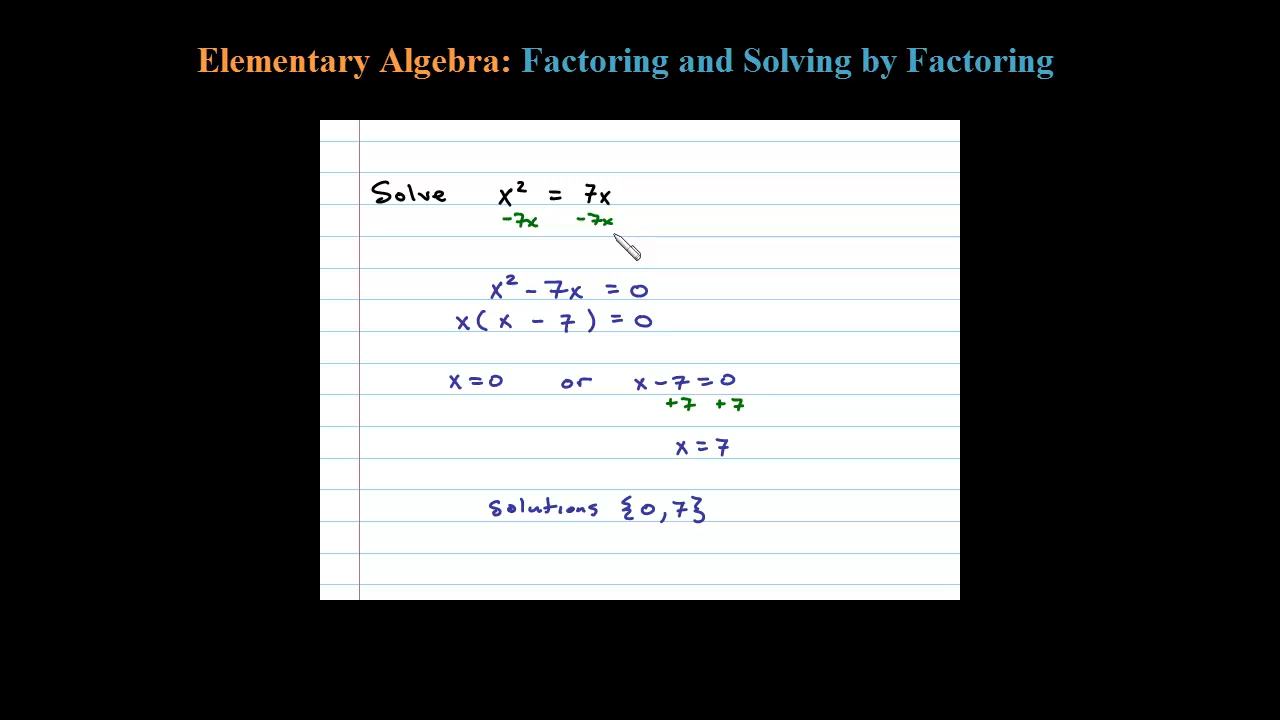 Elementary Algebra: Factoring and Solving by Factoring
Solve x² = 7x
-7x -7x
x² - 7x = 0
x( x - 7 ) = 0
x = 0 or x - 7 = 0
+7 +7
x = 7
Solutions {0,7}